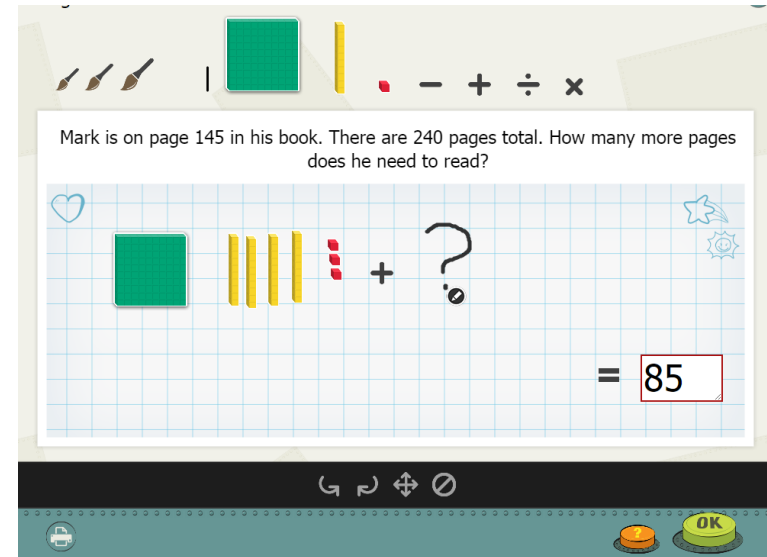 − + ÷ ×
Mark is on page 145 in his book. There are 240 pages total. How many more pages
does he need to read?
+ ?
= 85
?
OK